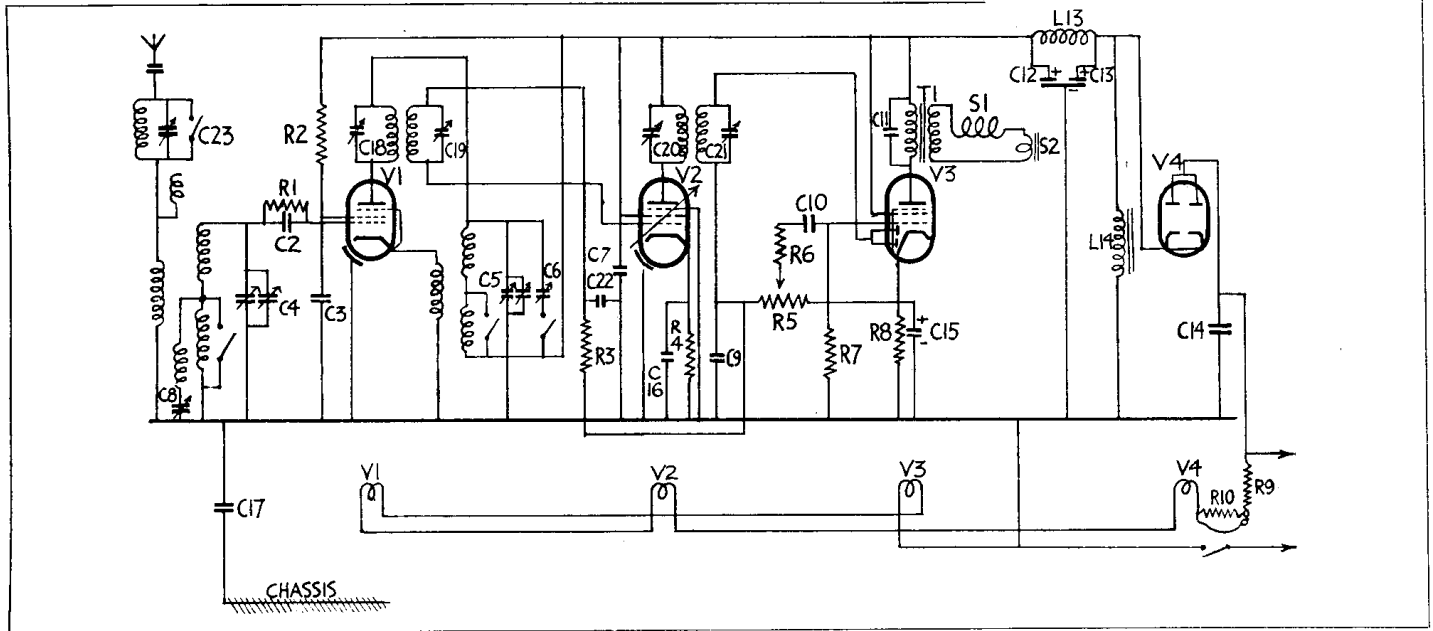 L13
C12
+
+
C13
-
C23
R2
C18
C19
C20
C21
C11
T1
S1
S2
V1
V2
V3
V4
R1
C2
C10
R6
L14
C4
C3
C5
C6
C7
C22
R3
R
4
C
16
C9
R5
R7
R8
+
C15
-
C14
C8
V1
V2
V3
V4
R10
R9
C17
CHASSIS